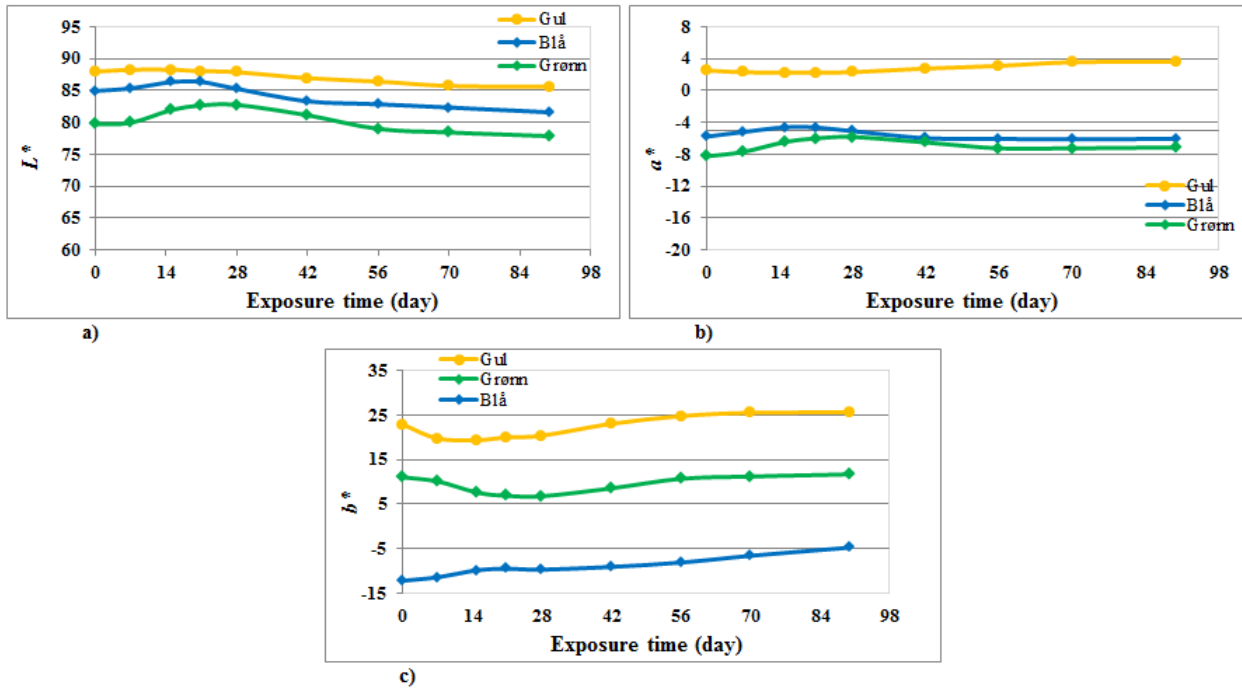 Gul
Blå
Grønn
95
90
85
80
75
70
65
60
L*
0 14 28 42 56 70 84 98
Exposure time (day)
a)
8
4
0
-4
-8
-12
-16
-20
a*
Gul
Blå
Grønn
0 14 28 42 56 70 84 98
Exposure time (day)
b)
Gul
Grønn
Blå
35
25
15
5
-5
-15
b*
0 14 28 42 56 70 84 98
Exposure time (day)
c)